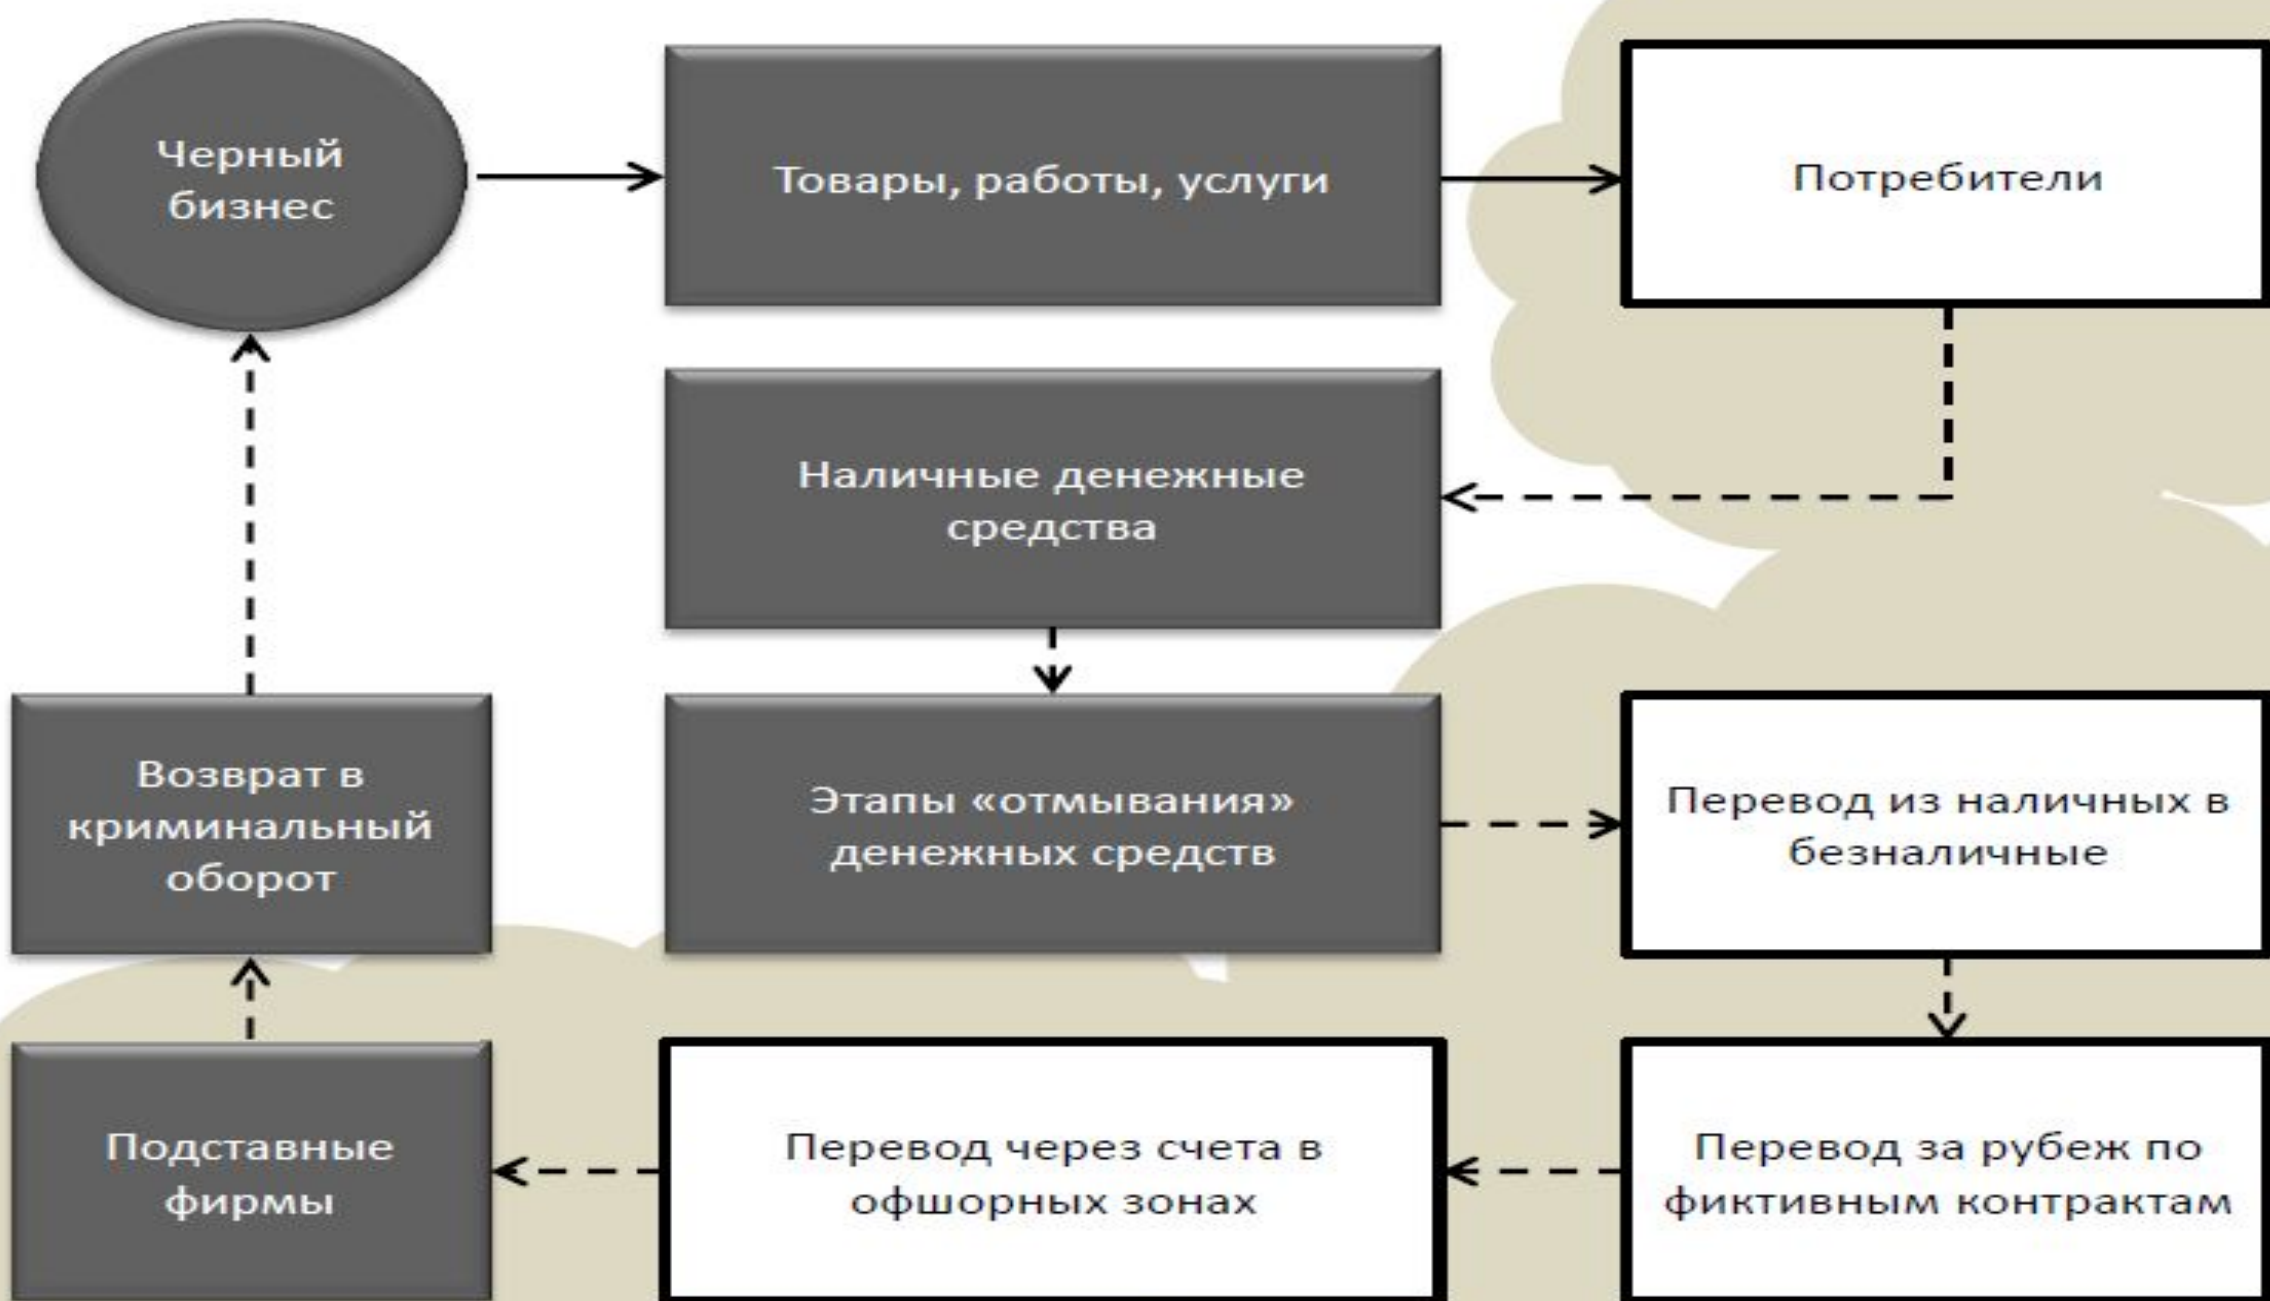 Черный
бизнес
Товары, работы, услуги
Потребители
Наличные денежные
средства
Возврат в
криминальный
оборот
Этапы «отмывания»
денежных средств
Перевод из наличных в
безналичные
Подставные
фирмы
Перевод через счета в
офшорных зонах
Перевод за рубеж по
фиктивным контрактам